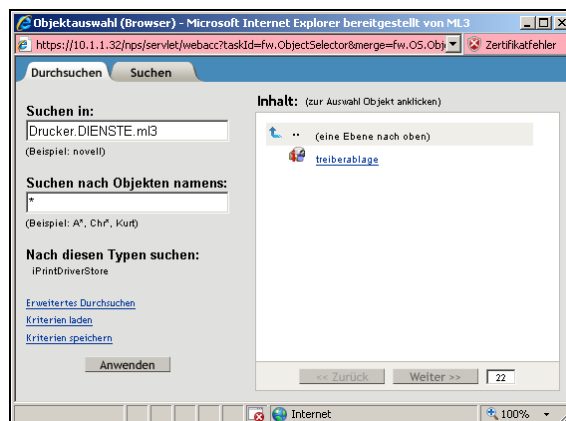 Objektauswahl (Browser) - Microsoft Internet Explorer bereitgestellt von ML3
https://10.1.1.32/nps/servlet/webacc?taskId=fw.ObjectSelector&merge=fw.OS.Obj
Zertifikatfehler
Durchsuchen
Suchen
Suchen in:
Drucker.DIENSTE.ml3
(Beispiel: novell)
Suchen nach Objekten namens:
*
(Beispiel: A*, Chr*, Kurt)
Nach diesen Typen suchen:
iPrintDriverStore
Erweitertes Durchsuchen
Kriterien laden
Kriterien speichern
Anwenden
Inhalt: (zur Auswahl Objekt anklicken)
.. (eine Ebene nach oben)
treiberablage
<< Zurück
Weiter >>
22
Internet
100%